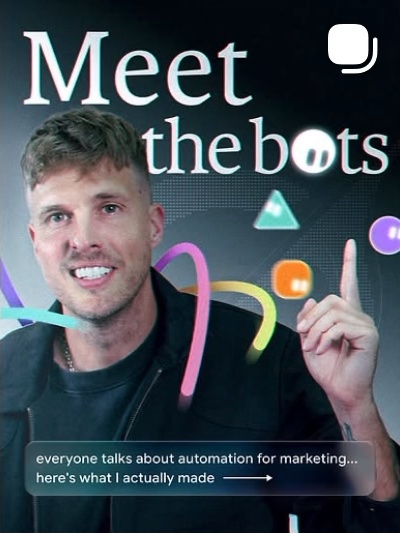 Meet
the bots
everyone talks about automation for marketing...
here's what I actually made